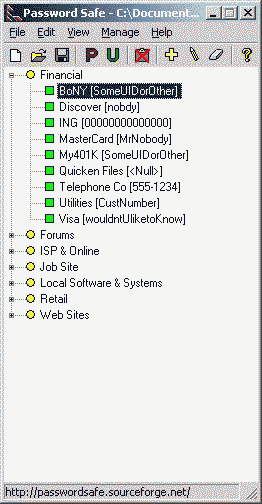 Password Safe - C:\Document...
File Edit View Manage Help
P U ?
Financial
BoNY [SomeUIDorOther]
Discover [nobdy]
ING [00000000000000]
MasterCard [MrNobody]
My401K [SomeUIDorOther]
Quicken Files [<Null>]
Telephone Co [555-1234]
Utilities [CustNumber]
Visa [wouldntUliketoKnow]
Forums
ISP & Online
Job Site
Local Software & Systems
Retail
Web Sites
http://passwordsafe.sourceforge.net/